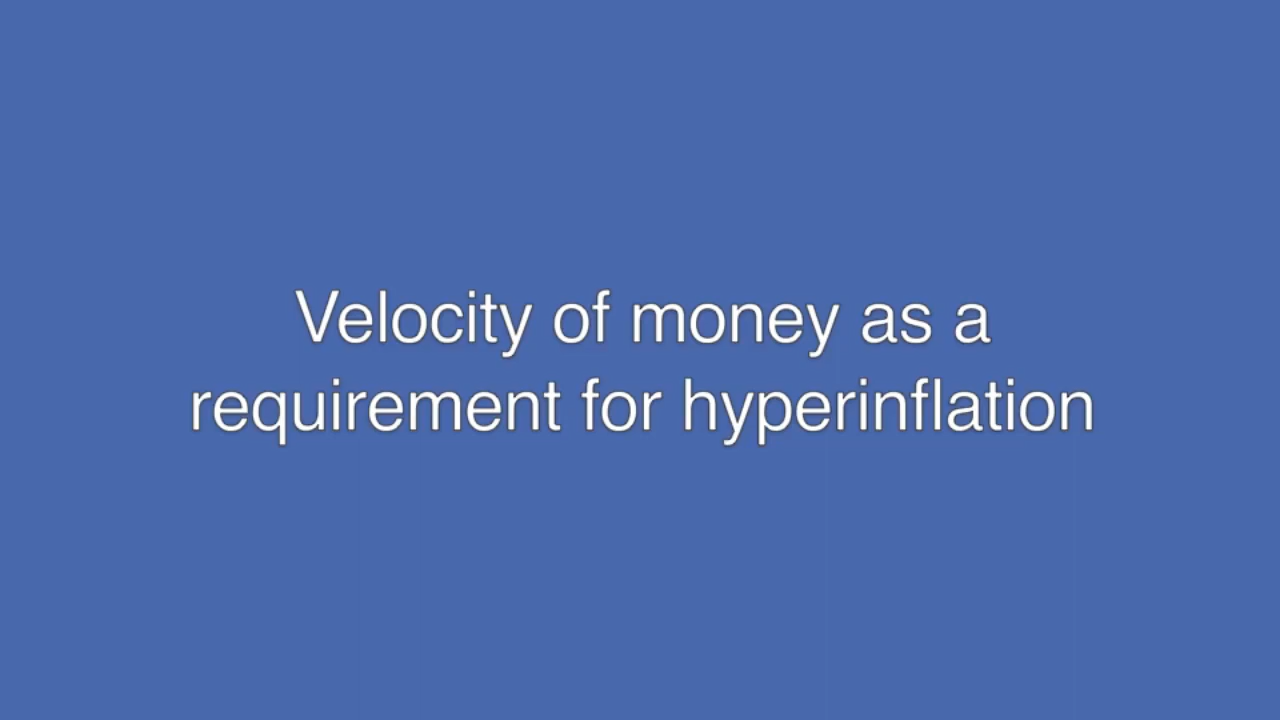 Velocity of money as a
requirement for hyperinflation